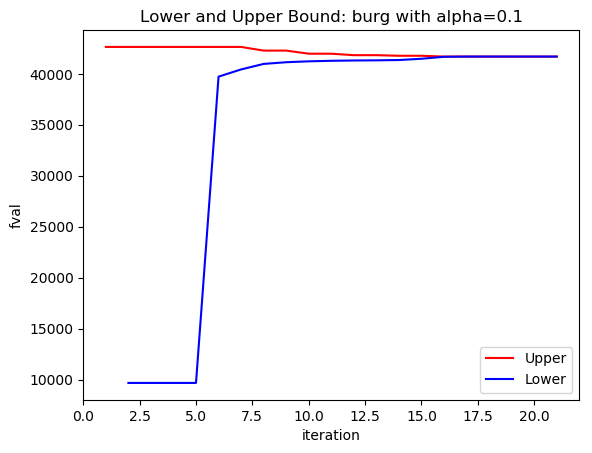 Lower and Upper Bound: burg with alpha=0.1
fval
40000
35000
30000
25000
20000
15000
10000
0.0 2.5 5.0 7.5 10.0 12.5 15.0 17.5 20.0
iteration
Upper
Lower